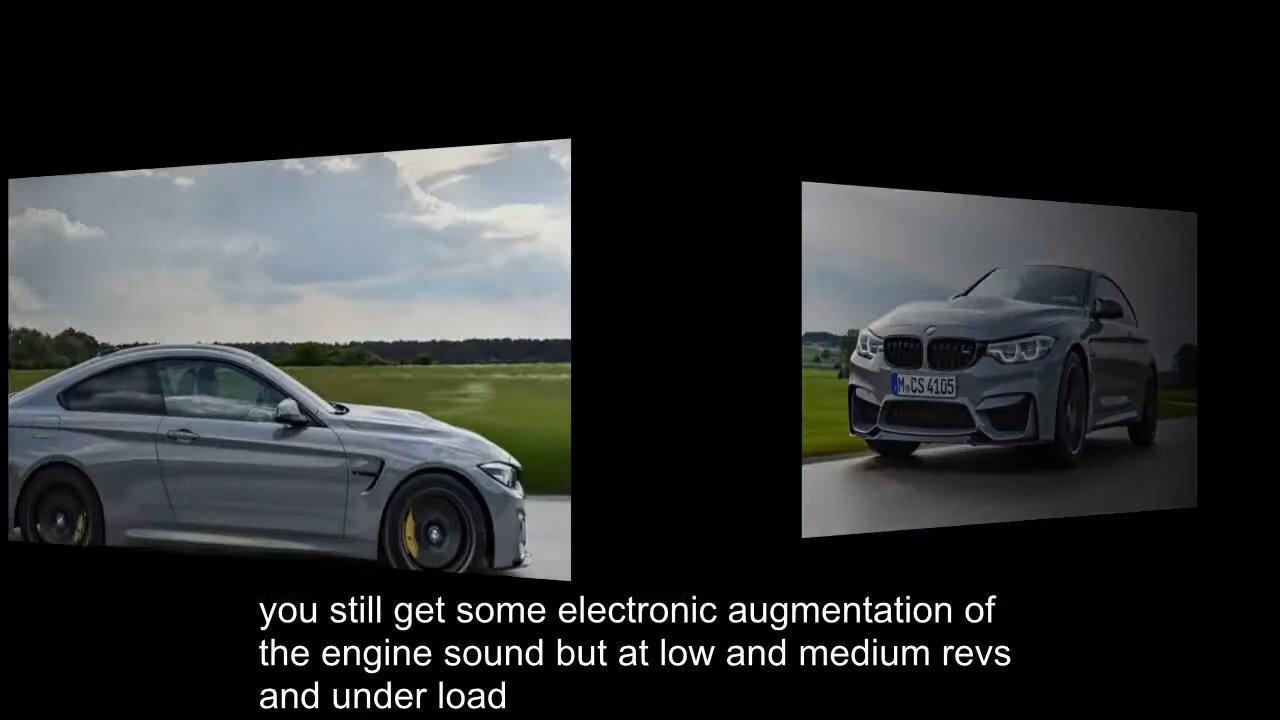 M CS 4105
you still get some electronic augmentation of
the engine sound but at low and medium revs
and under load